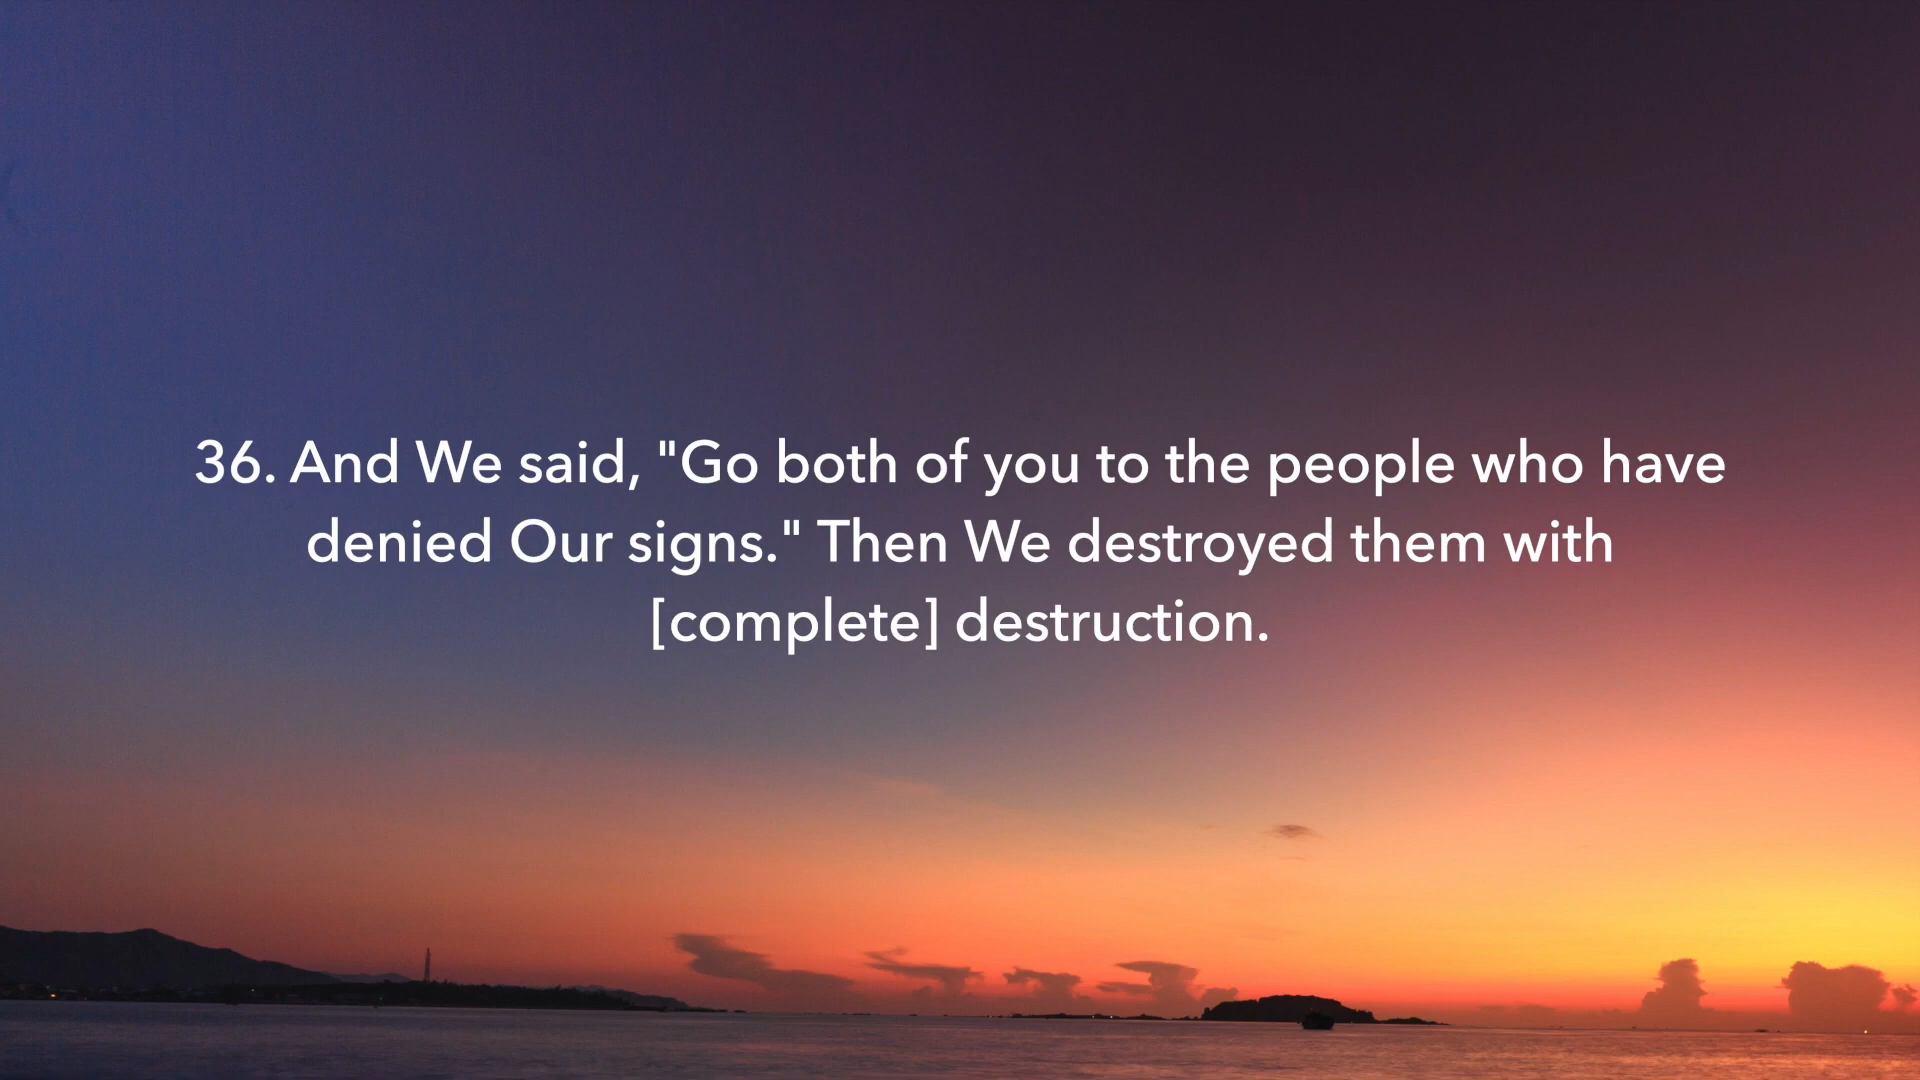 36. And We said, "Go both of you to the people who have
denied Our signs." Then We destroyed them with
[complete] destruction.